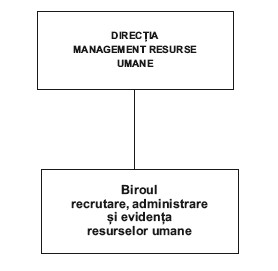 DIRECȚIA
MANAGEMENT RESURSE
UMANE
Biroul
recrutare, administrare
și evidența
resurselor umane